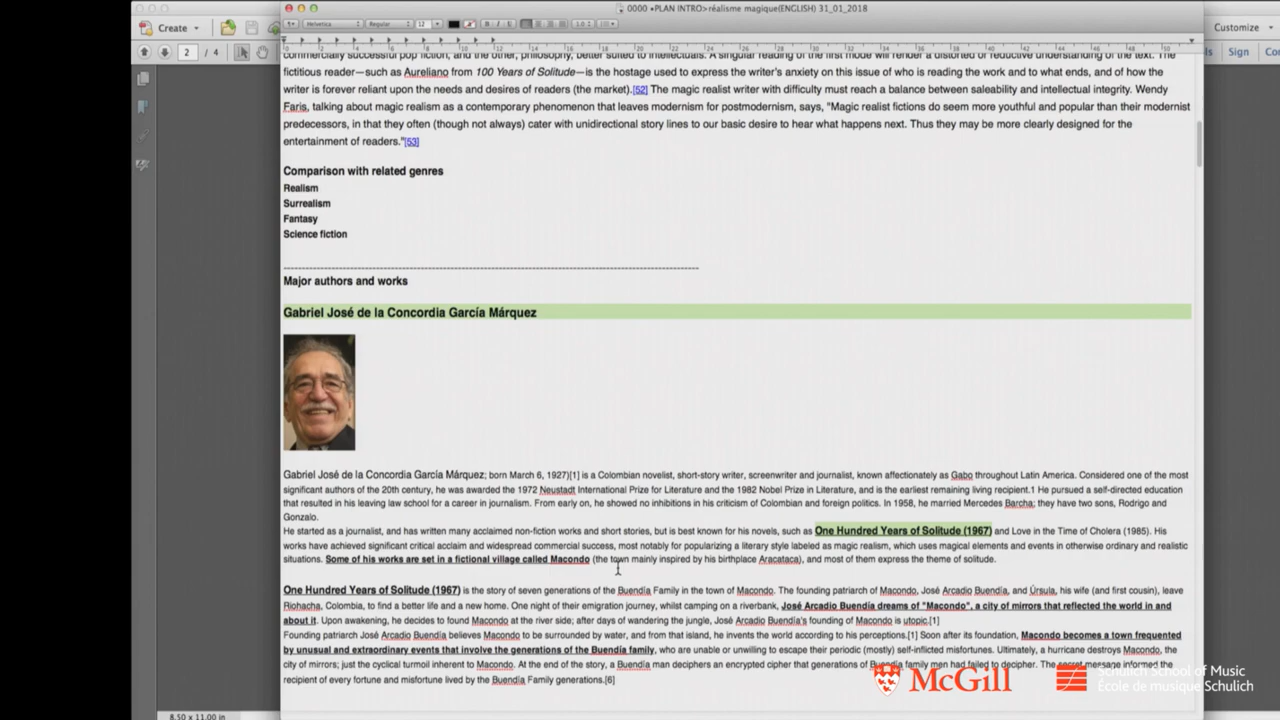 0000 •PLAN INTRO>réalisme magique(ENGLISH) 31_01_2018
Create
Customize
Helvetica
Regular
12
B I U
1.0
2 / 4
Sign
0 2 4 6 8 10 12 14 16 18 20 22 24 26 28 30 32 34 36 38 40 42 44 46 48 50
commercially successful pop fiction, and the other, philosophy, better suited to intellectuals. A singular reading of the first mode will render a distorted or reductive understanding of the text. The
fictitious reader—such as Aureliano from 100 Years of Solitude—is the hostage used to express the writer's anxiety on this issue of who is reading the work and to what ends, and of how the
writer is forever reliant upon the needs and desires of readers (the market).[52] The magic realist writer with difficulty must reach a balance between saleability and intellectual integrity. Wendy
Faris, talking about magic realism as a contemporary phenomenon that leaves modernism for postmodernism, says, "Magic realist fictions do seem more youthful and popular than their modernist
predecessors, in that they often (though not always) cater with unidirectional story lines to our basic desire to hear what happens next. Thus they may be more clearly designed for the
entertainment of readers."[53]
Comparison with related genres
Realism
Surrealism
Fantasy
Science fiction
Major authors and works
Gabriel José de la Concordia García Márquez
Gabriel José de la Concordia García Márquez; born March 6, 1927)[1] is a Colombian novelist, short-story writer, screenwriter and journalist, known affectionately as Gabo throughout Latin America. Considered one of the most
significant authors of the 20th century, he was awarded the 1972 Neustadt International Prize for Literature and the 1982 Nobel Prize in Literature, and is the earliest remaining living recipient.1 He pursued a self-directed education
that resulted in his leaving law school for a career in journalism. From early on, he showed no inhibitions in his criticism of Colombian and foreign politics. In 1958, he married Mercedes Barcha; they have two sons, Rodrigo and
Gonzalo.
He started as a journalist, and has written many acclaimed non-fiction works and short stories, but is best known for his novels, such as One Hundred Years of Solitude (1967) and Love in the Time of Cholera (1985). His
works have achieved significant critical acclaim and widespread commercial success, most notably for popularizing a literary style labeled as magic realism, which uses magical elements and events in otherwise ordinary and realistic
situations. Some of his works are set in a fictional village called Macondo (the town mainly inspired by his birthplace Aracataca), and most of them express the theme of solitude.
One Hundred Years of Solitude (1967) is the story of seven generations of the Buendía Family in the town of Macondo. The founding patriarch of Macondo, José Arcadio Buendía, and Úrsula, his wife (and first cousin), leave
Riohacha, Colombia, to find a better life and a new home. One night of their emigration journey, whilst camping on a riverbank, José Arcadio Buendía dreams of "Macondo", a city of mirrors that reflected the world in and
about it. Upon awakening, he decides to found Macondo at the river side; after days of wandering the jungle, José Arcadio Buendía's founding of Macondo is utopic.[1]
Founding patriarch José Arcadio Buendía believes Macondo to be surrounded by water, and from that island, he invents the world according to his perceptions.[1] Soon after its foundation, Macondo becomes a town frequented
by unusual and extraordinary events that involve the generations of the Buendía family, who are unable or unwilling to escape their periodic (mostly) self-inflicted misfortunes. Ultimately, a hurricane destroys Macondo, the
city of mirrors; just the cyclical turmoil inherent to Macondo. At the end of the story, a Buendía man deciphers an encrypted cipher that generations of Buendía family men had failed to decipher. The secret message informed the
recipient of every fortune and misfortune lived by the Buendía Family generations.[6]
McGill
Schulich School of Music
École de musique Schulich
8.50 x 11.00 in